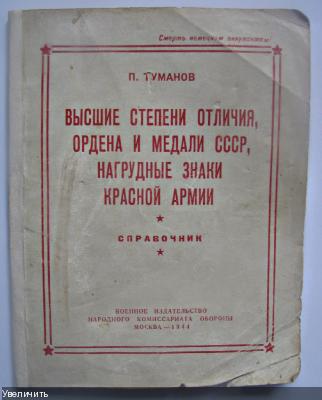 Смерть немецким оккупантам!
П. ТУМАНОВ
ВЫСШИЕ СТЕПЕНИ ОТЛИЧИЯ,
ОРДЕНА И МЕДАЛИ СССР,
НАГРУДНЫЕ ЗНАКИ
КРАСНОЙ АРМИИ
СПРАВОЧНИК
ВОЕННОЕ ИЗДАТЕЛЬСТВО
НАРОДНОГО КОМИССАРИАТА ОБОРОНЫ
МОСКВА — 1944
Увеличить